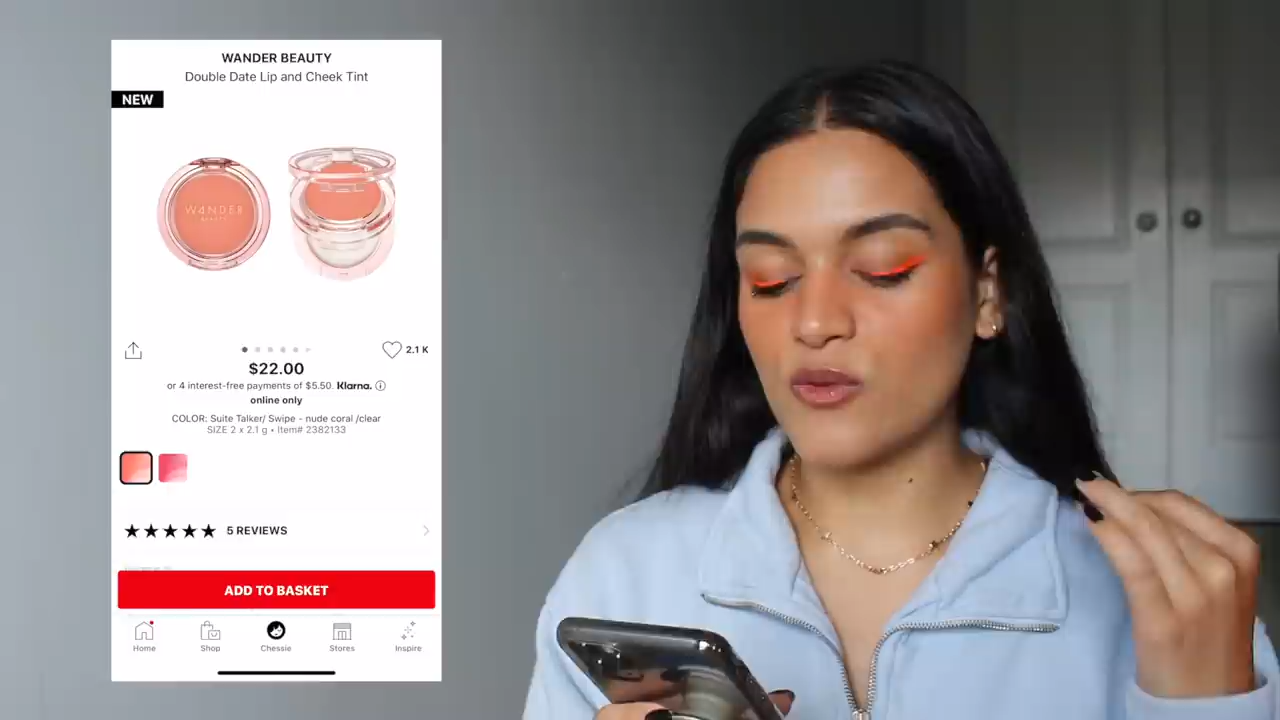 WANDER BEAUTY
Double Date Lip and Cheek Tint
NEW
WANDER
BEAUTY
2.1 K
$22.00
or 4 interest-free payments of $5.50. Klarna.
online only
COLOR: Suite Talker/ Swipe - nude coral /clear
SIZE 2 x 2.1 g • Item# 2382133
5 REVIEWS
ADD TO BASKET
Home Shop Chessie Stores Inspire